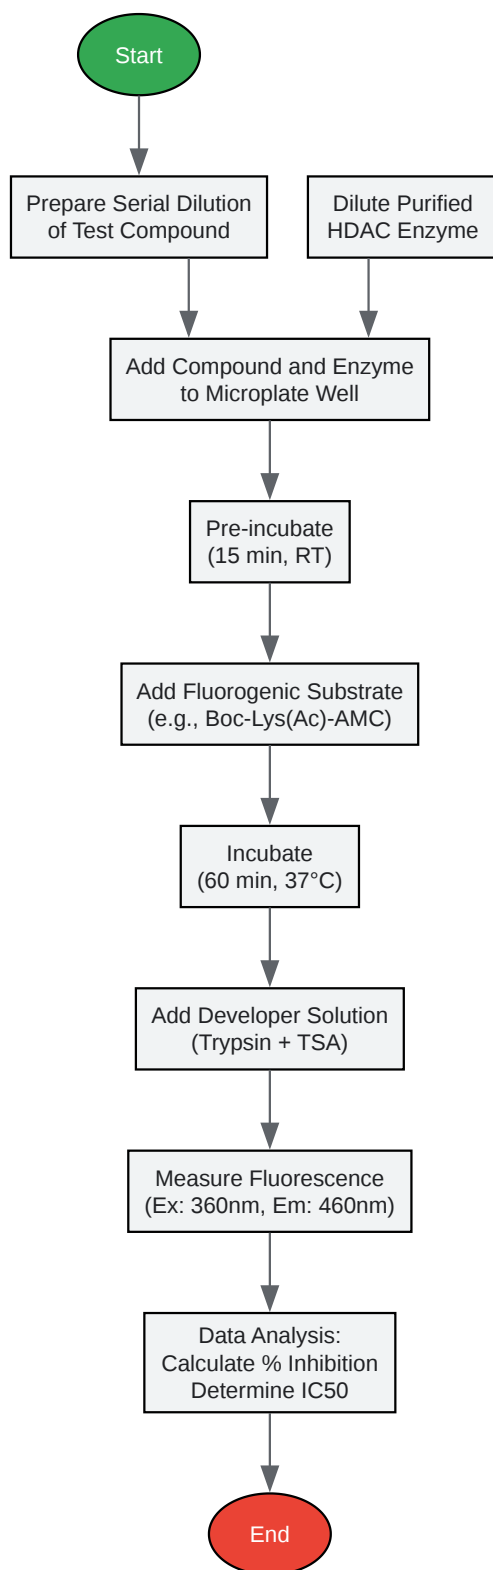 Start
Prepare Serial Dilution
of Test Compound
Dilute Purified
HDAC Enzyme
Add Compound and Enzyme
to Microplate Well
Pre-incubate
(15 min, RT)
Add Fluorogenic Substrate
(e.g., Boc-Lys(Ac)-AMC)
Incubate
(60 min, 37°C)
Add Developer Solution
(Trypsin + TSA)
Measure Fluorescence
(Ex: 360nm, Em: 460nm)
Data Analysis:
Calculate % Inhibition
Determine IC50
End